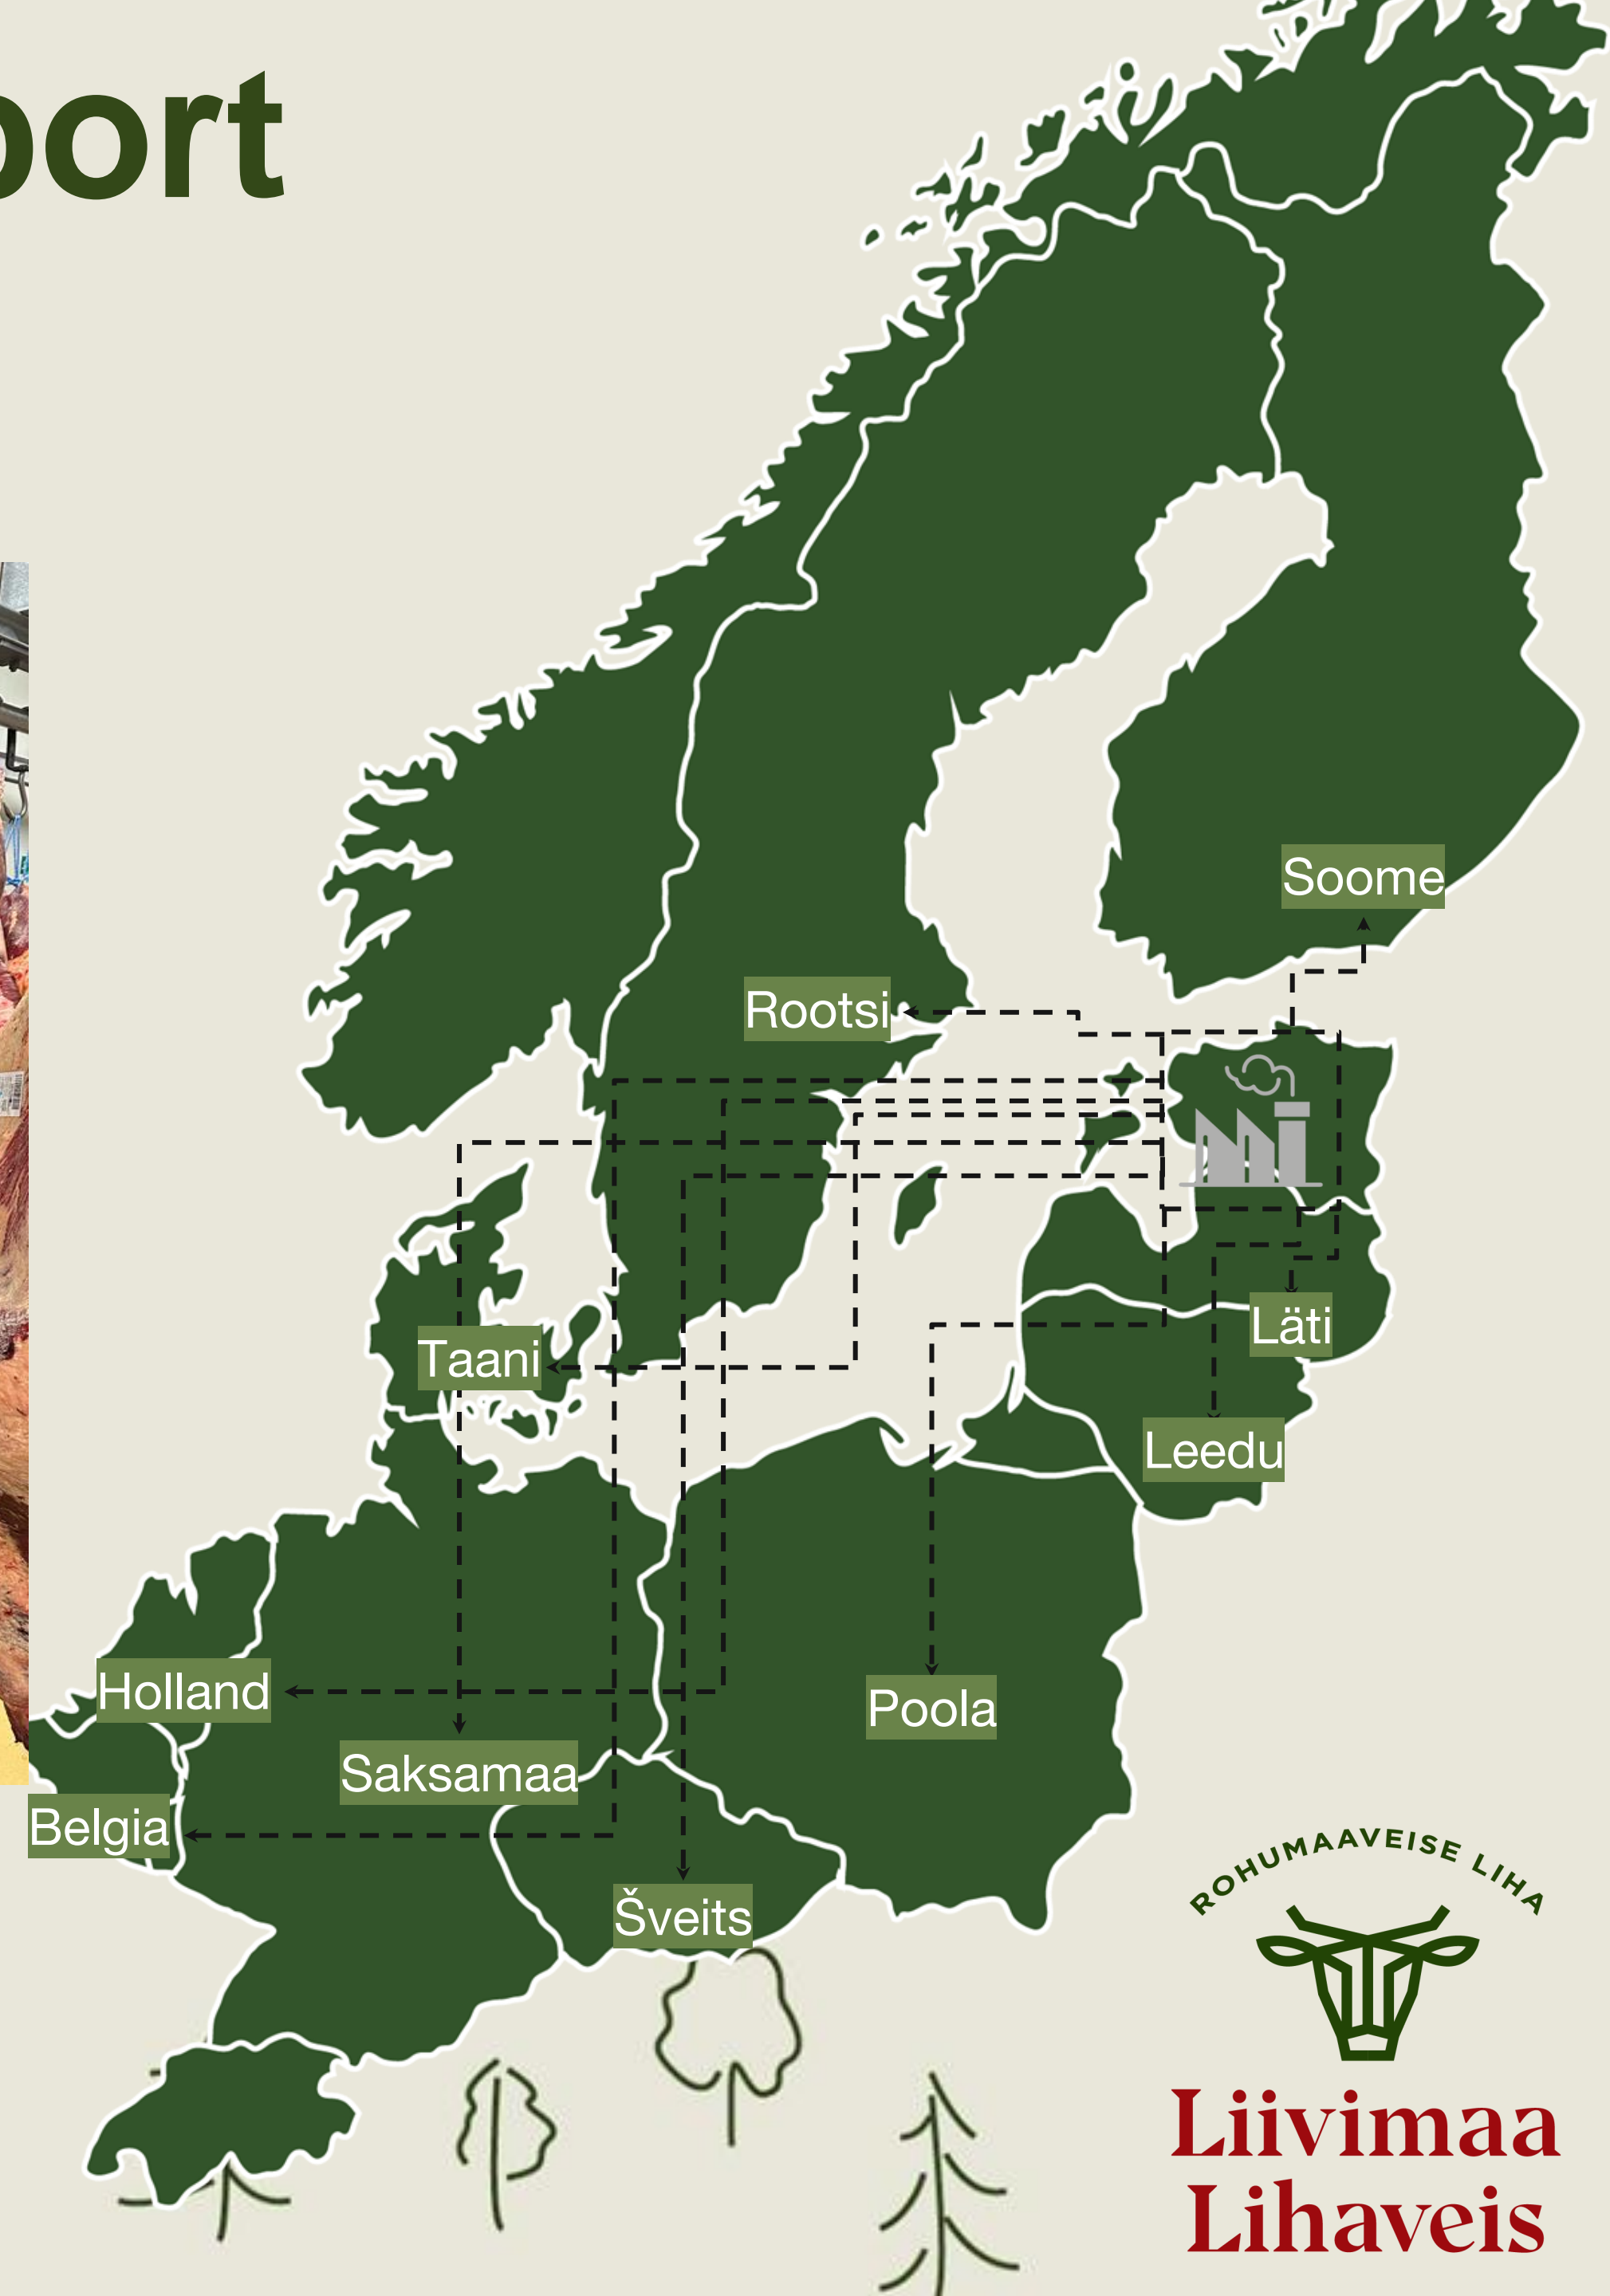 port
Soome
Rootsi
Läti
Taani
Leedu
Holland
Poola
Saksamaa
Belgia
Šveits
ROHUMAAVEISE LIHA
Liivimaa
Lihaveis